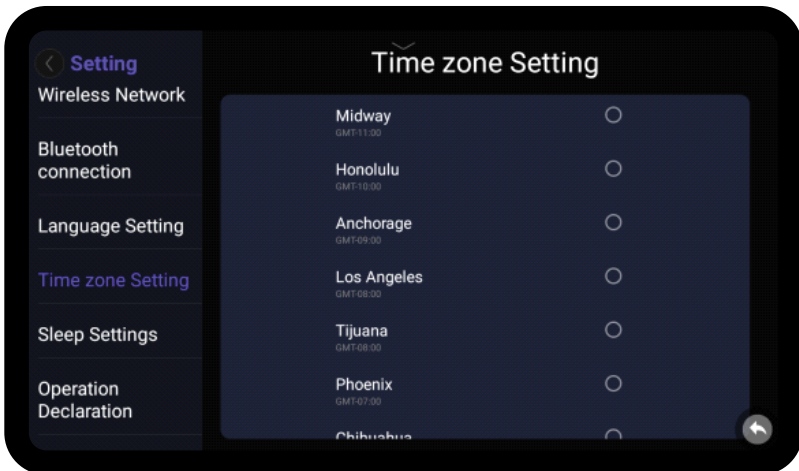 Setting
Wireless Network
Bluetooth
connection
Language Setting
Time zone Setting
Sleep Settings
Operation
Declaration
Time zone Setting
Midway
GMT-11:00
Honolulu
GMT-10:00
Anchorage
GMT-09:00
Los Angeles
GMT-08:00
Tijuana
GMT-08:00
Phoenix
GMT-07:00
Chihuahua